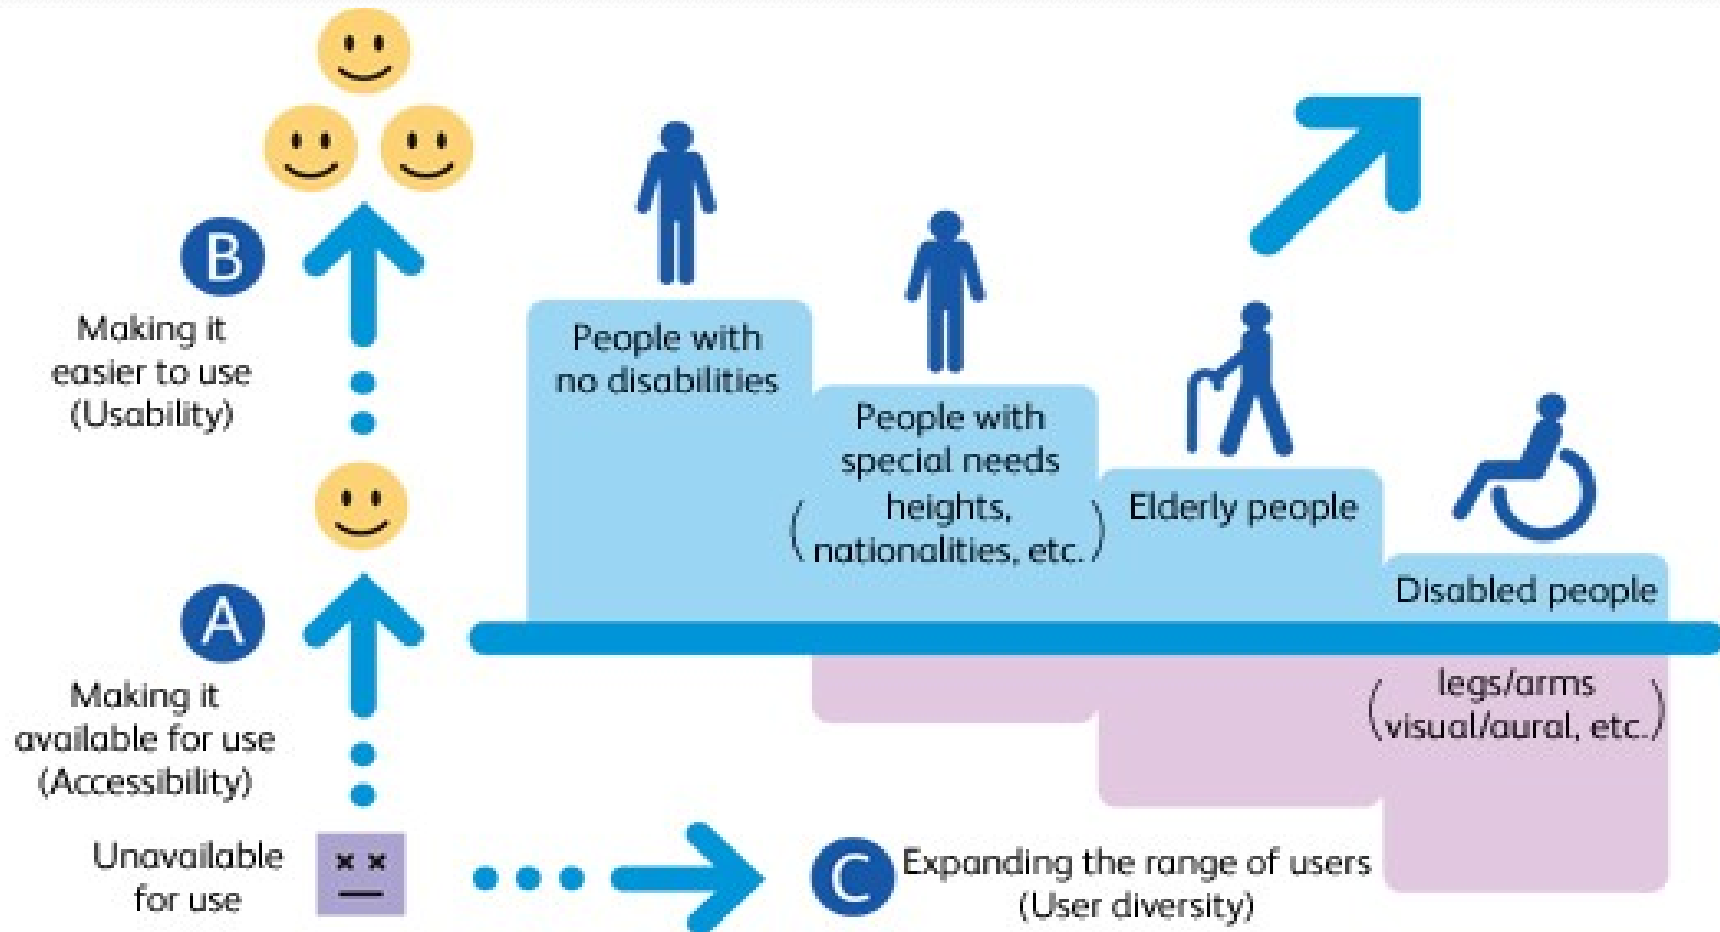 B
Making it
easier to use
(Usability)
A
Making it
available for use
(Accessibility)
Unavailable
for use
People with
no disabilities
People with
special needs
(heights,
nationalities, etc.)
Elderly people
Disabled people
(legs/arms
visual/aural, etc.)
C
Expanding the range of users
(User diversity)